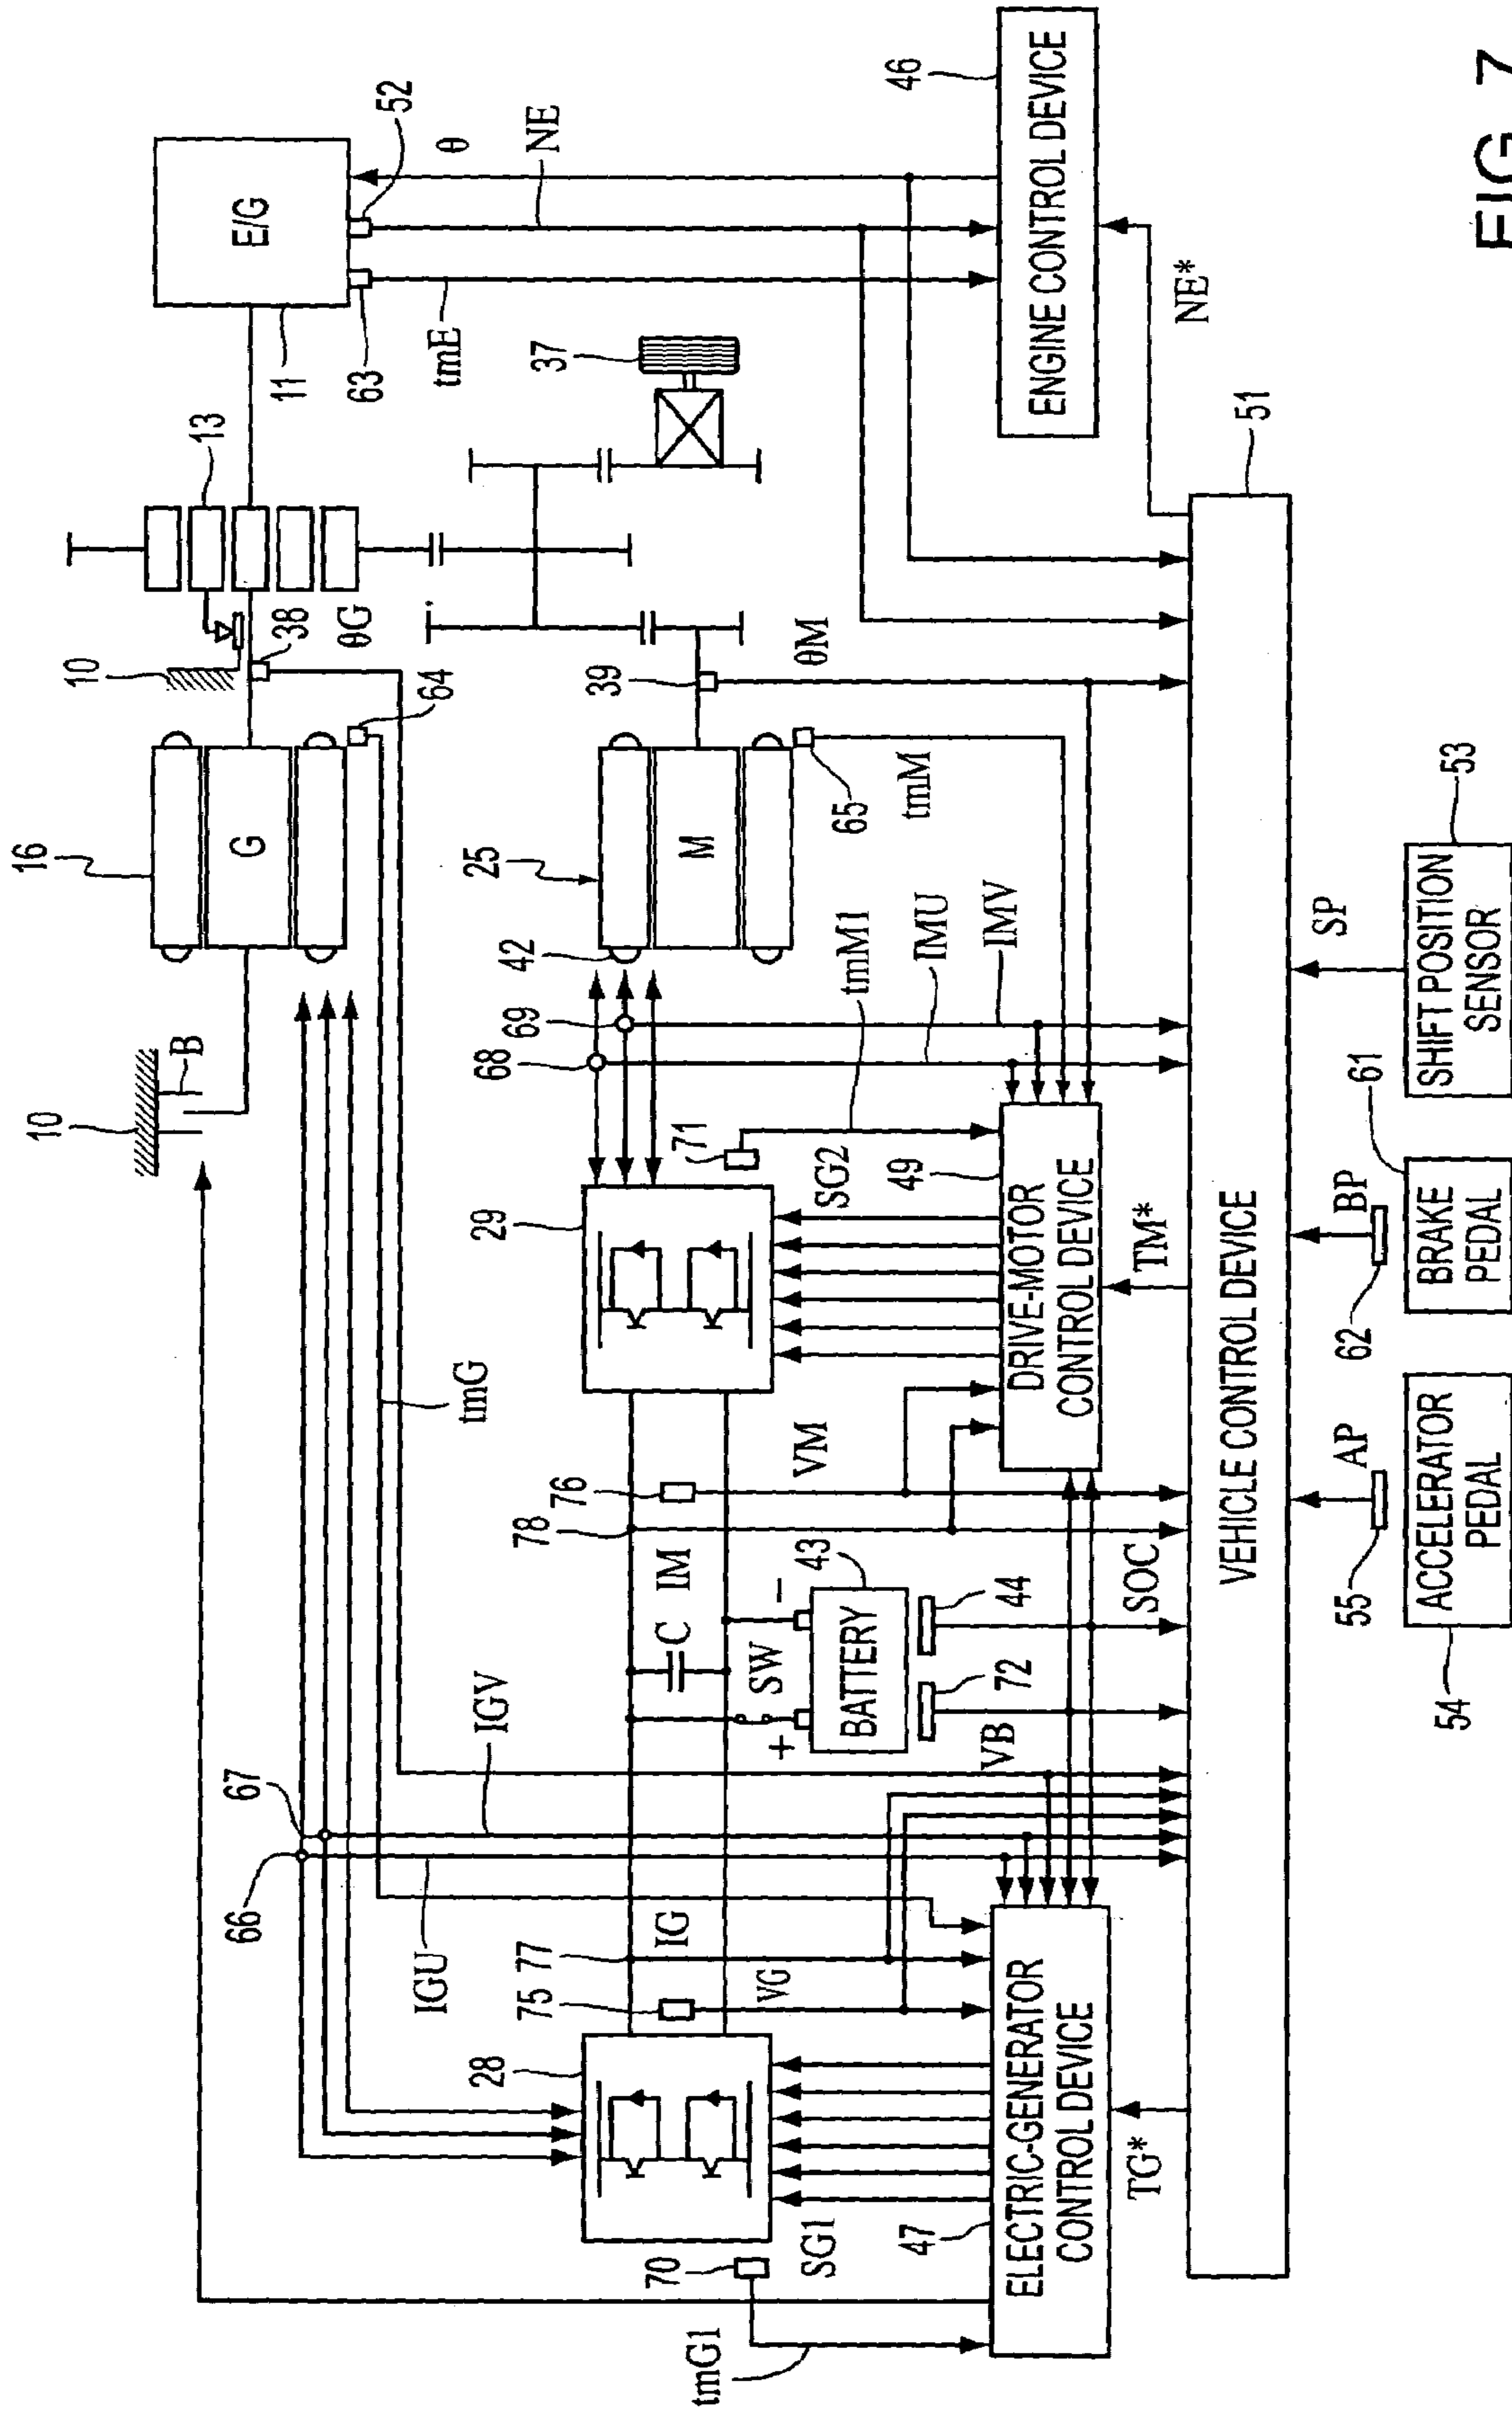 10
B
16
G
64
10
38
θG
13
11
E/G
63
52
tmE
θ
NE
37
66
67
IGU
IGV
tmG
25
42
M
65
tmM
39
θM
68
69
tmM1
IMU
IMV
46
ENGINE CONTROL DEVICE
NE*
28
75
77
IG
VG
C
SW
IM
+
−
BATTERY
43
78
76
VM
29
71
SG2
49
70
tmG1
SG1
47
ELECTRIC-GENERATOR
CONTROL DEVICE
TG*
VB
72
44
SOC
DRIVE-MOTOR
CONTROL DEVICE
TM*
VEHICLE CONTROL DEVICE
51
54
55
AP
ACCELERATOR
PEDAL
62
BP
61
BRAKE
PEDAL
SP
53
SHIFT POSITION
SENSOR
FIG. 7